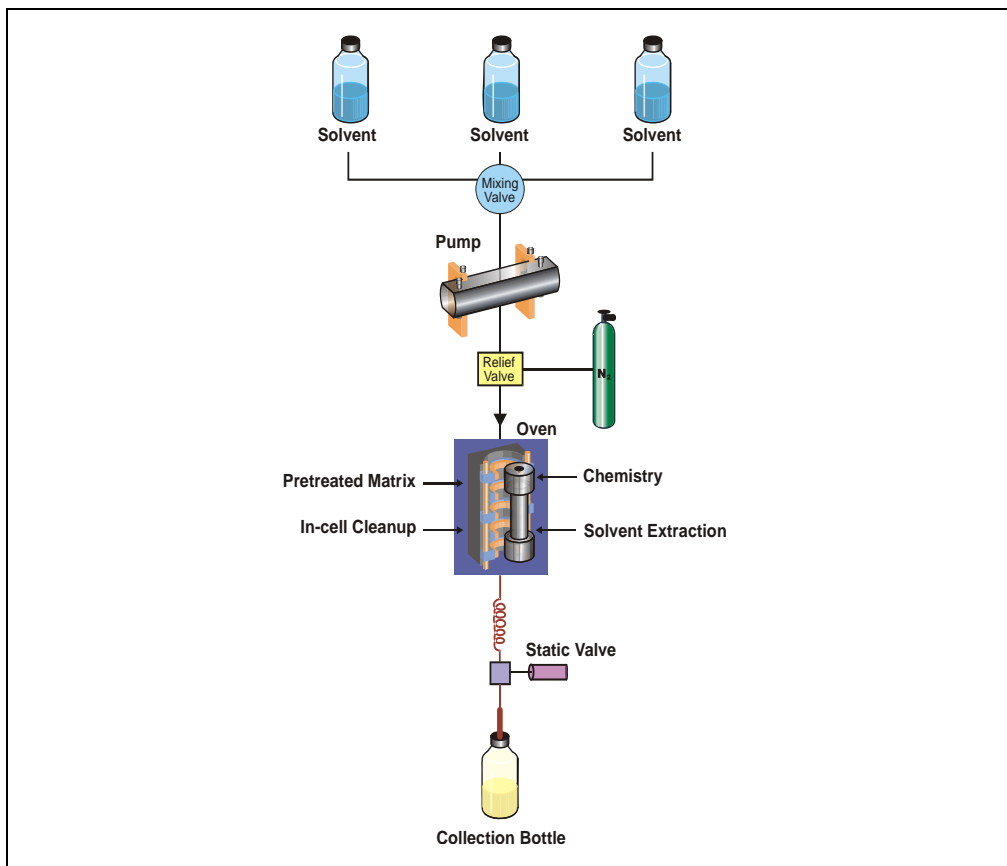 Solvent
Solvent
Solvent
Mixing
Valve
Pump
Relief
Valve
N₂
Oven
Pretreated Matrix
Chemistry
In-cell Cleanup
Solvent Extraction
Static Valve
Collection Bottle